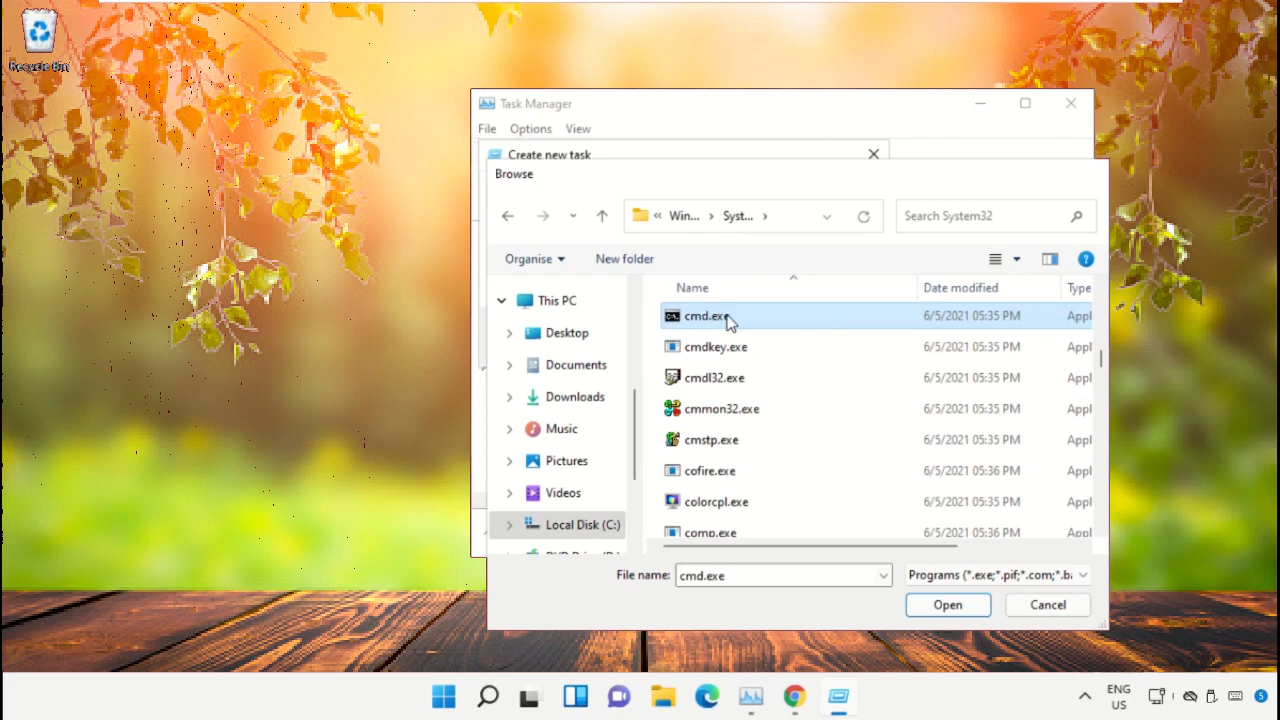 Recycle Bin
Task Manager
File Options View
Create new task
Browse
« Win... › Syst... ›
Search System32
Organise
New folder
Name
Date modified
Type
This PC
Desktop
Documents
Downloads
Music
Pictures
Videos
Local Disk (C:)
cmd.exe 6/5/2021 05:35 PM Appl
cmdkey.exe 6/5/2021 05:35 PM Appl
cmdl32.exe 6/5/2021 05:35 PM Appl
cmmon32.exe 6/5/2021 05:35 PM Appl
cmstp.exe 6/5/2021 05:35 PM Appl
cofire.exe 6/5/2021 05:36 PM Appl
colorcpl.exe 6/5/2021 05:35 PM Appl
comp.exe 6/5/2021 05:36 PM Appl
File name: cmd.exe
Programs (*.exe;*.pif;*.com;*.ba
Open
Cancel
ENG
US
5